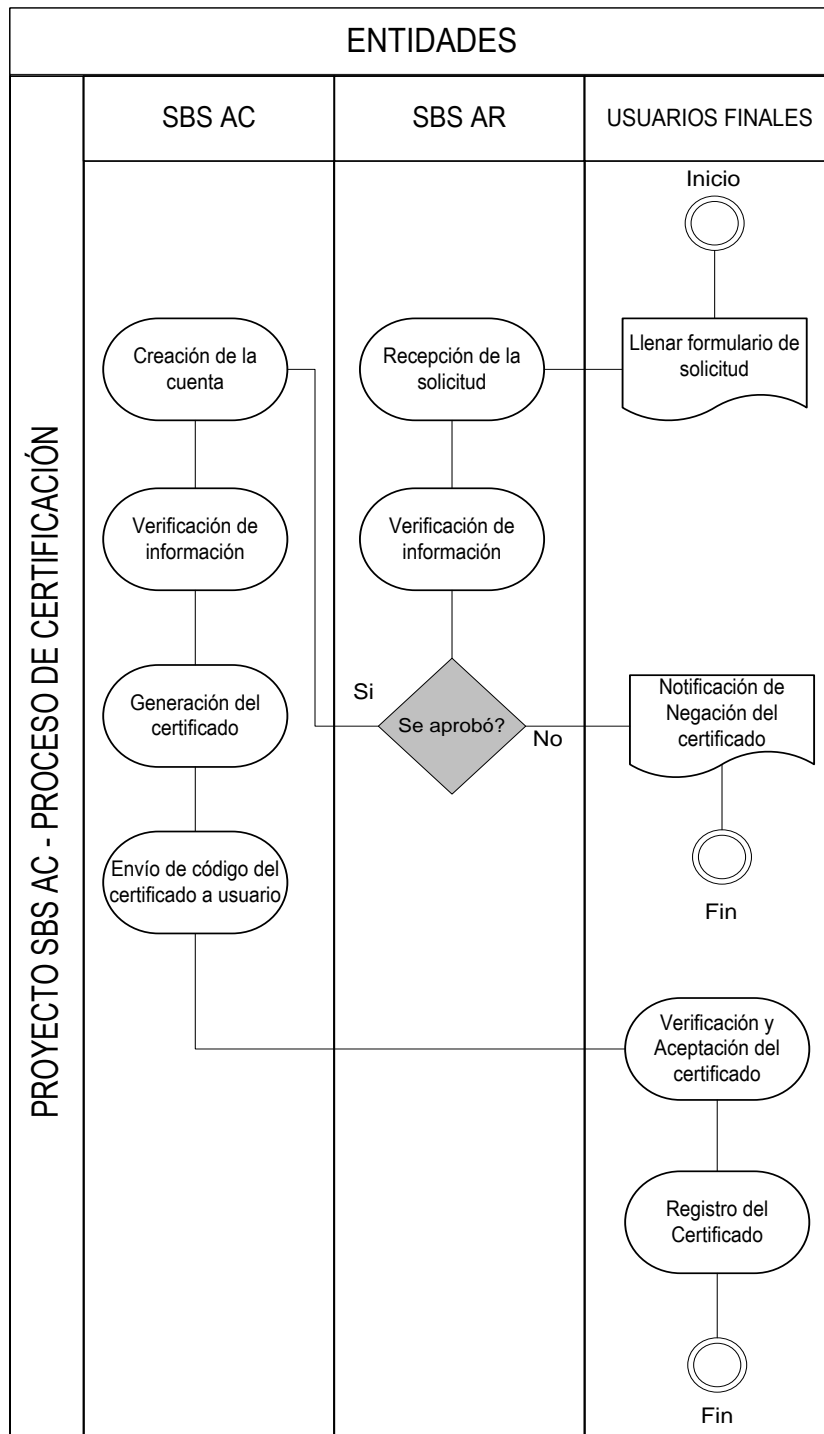 ENTIDADES
PROYECTO SBS AC - PROCESO DE CERTIFICACIÓN
SBS AC
SBS AR
USUARIOS FINALES
Inicio
Creación de la
cuenta
Recepción de la
solicitud
Llenar formulario de
solicitud
Verificación de
información
Verificación de
información
Generación del
certificado
Si
Se aprobó?
No
Notificación de
Negación del
certificado
Envío de código del
certificado a usuario
Fin
Verificación y
Aceptación del
certificado
Registro del
Certificado
Fin